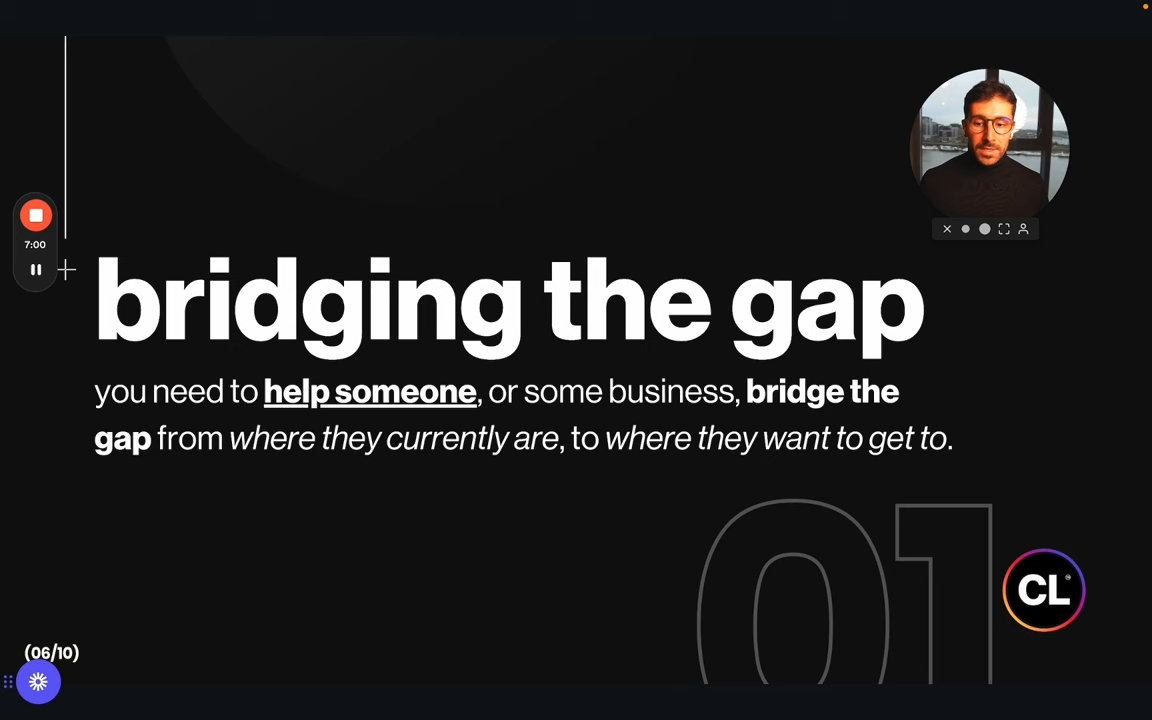 7:00
bridging the gap
you need to help someone, or some business, bridge the
gap from where they currently are, to where they want to get to.
01
CL
(06/10)